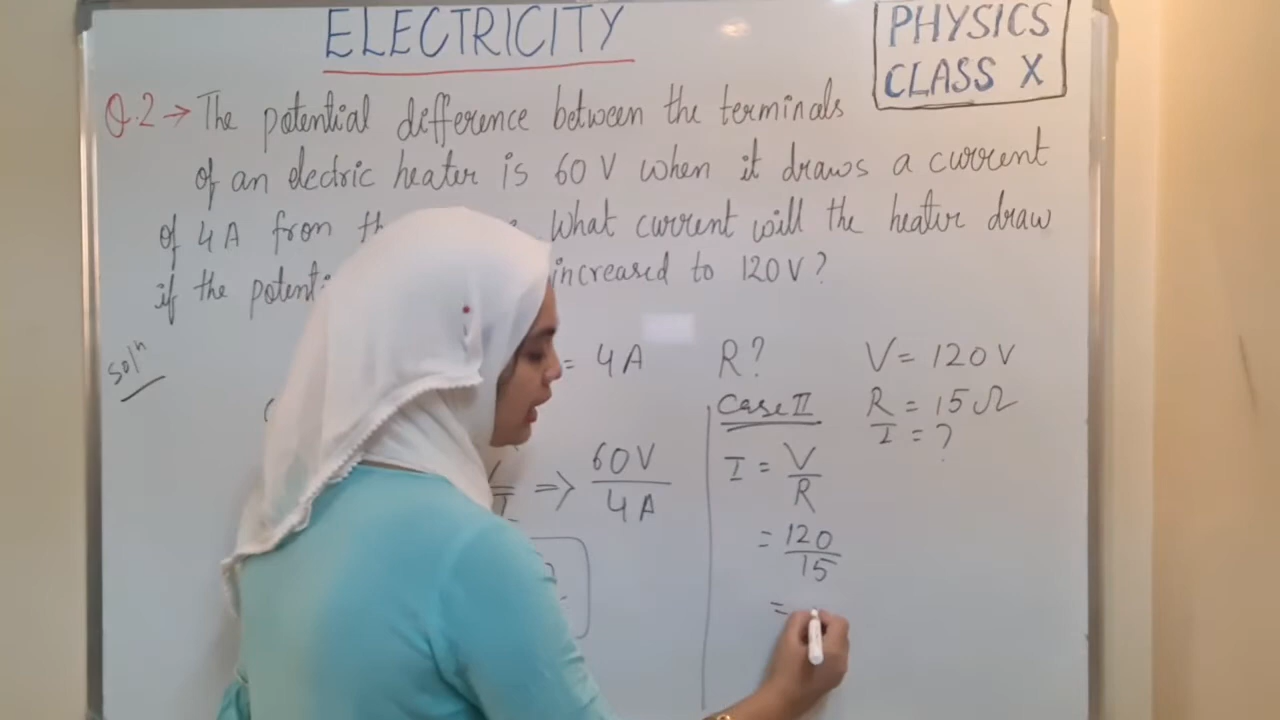 ELECTRICITY
PHYSICS
CLASS X
Q.2 → The potential difference between the terminals
of an electric heater is 60 V when it draws a current
of 4 A from What current will the heater draw
if the increased to 120 V ?
Solⁿ
= 4 A R? V = 120 V
Case II R = 15 Ω
I = ?
I = V/R
=> 60V/4A
= 120/15
=